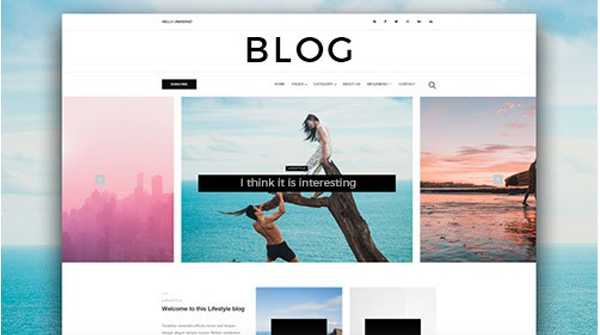 HELLO UNIVERSE!
BLOG
SUBSCRIBE
HOME PAGES CATEGORY ABOUT US MEGAMENU CONTACT
LIFESTYLE
I think it is interesting
LIFESTYLE
Welcome to this Lifestyle blog